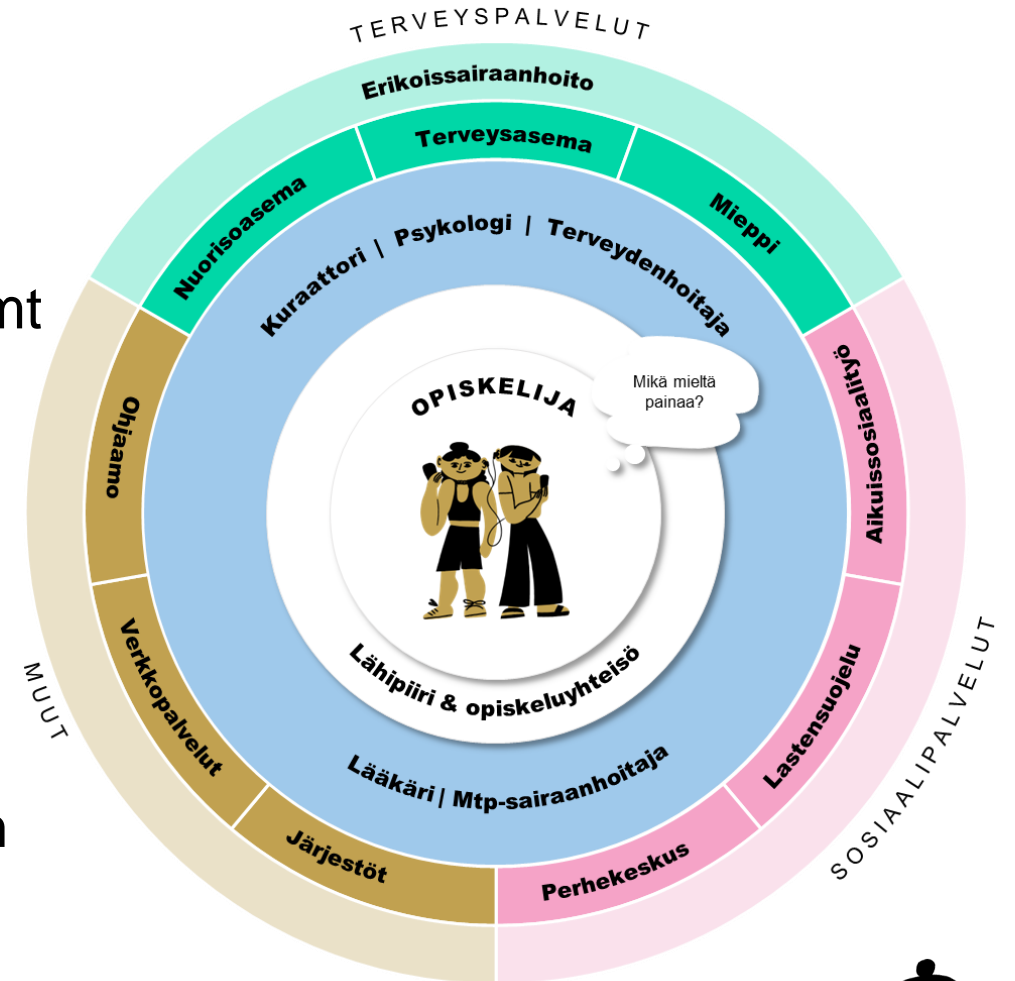 TERVEYSPALVELUT
Erikoissairaanhoito
Terveysasema
Nuorisoasema
Mieppi
Kuraattori | Psykologi | Terveydenhoitaja
mt
Mikä mieltä
painaa?
OPISKELIJA
Ohjaamo
Aikuissosiaalityö
Lähipiiri & opiskeluyhteisö
Verkkopalvelut
Lastensuojelu
MUUT
SOSIAALIPALVELUT
Lääkäri | Mtp-sairaanhoitaja
n
Järjestöt
Perhekeskus